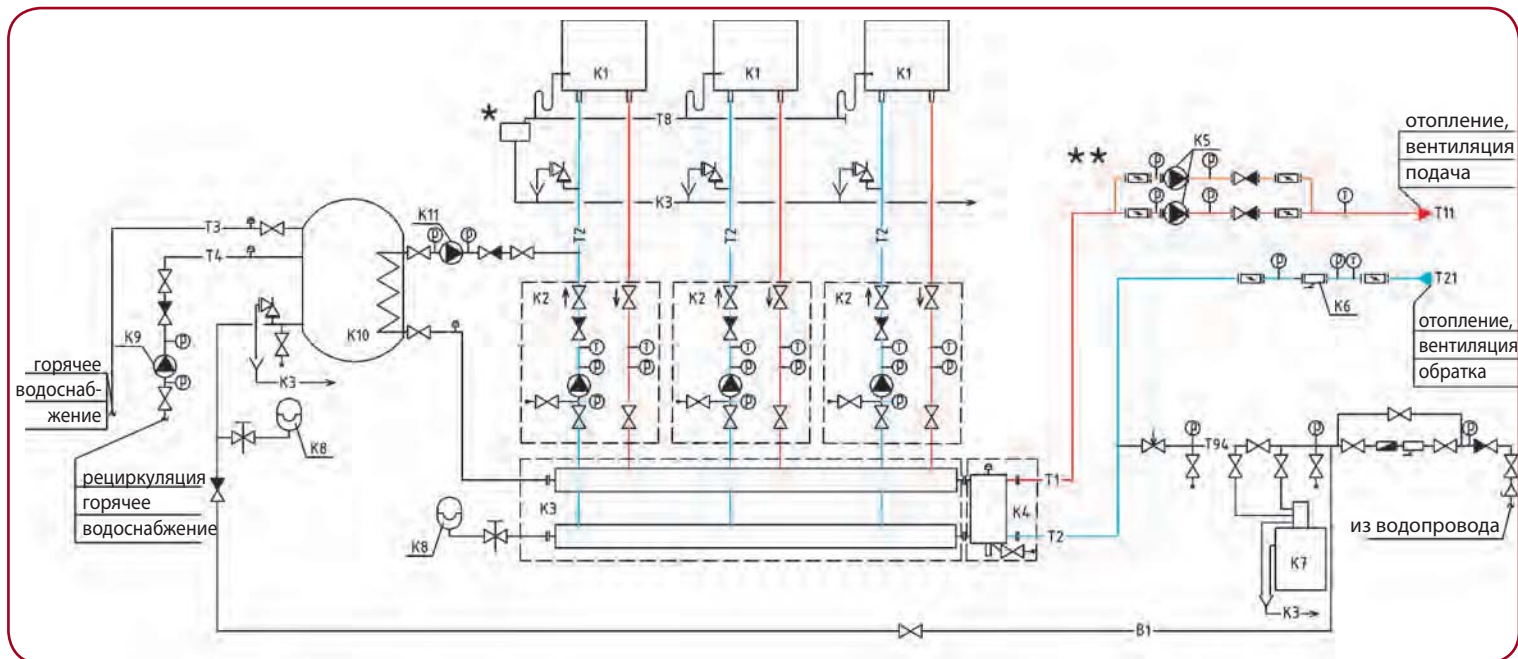 K1
K1
K1
*
T8
K3
T2
T2
T2
**
K5
P
P
P
P
T
отопление,
вентиляция
подача
T11
P
P
T
K6
T21
отопление,
вентиляция
обратка
T3
T4
K11
P
P
K10
K9
P
P
горячее
водоснаб-
жение
K3
K8
рециркуляция
горячее
водоснабжение
K2
T
T
P
P
P
K2
T
T
P
P
P
K2
T
T
P
P
P
K3
K8
K4
T1
T2
P
T94
P
P
из водопровода
K7
K3
B1